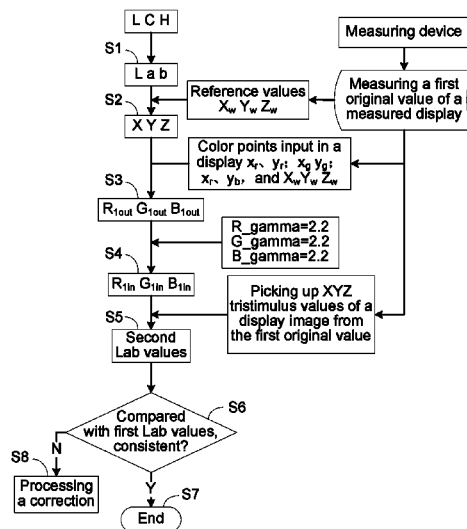 L C H
Measuring device
S1
L a b
Measuring a first
original value of a
measured display
Reference values
Xw Yw Zw
S2
X Y Z
Color points input in a
display xr、yr; xg yg;
xr、yb, and Xw Yw Zw
S3
R1out G1out B1out
R_gamma=2.2
G_gamma=2.2
B_gamma=2.2
S4
R1in G1in B1in
Picking up XYZ
tristimulus values of a
display image from
the first original value
S5
Second
Lab values
S6
Compared
with first Lab values,
consistent?
N
S8
Processing
a correction
Y
S7
End